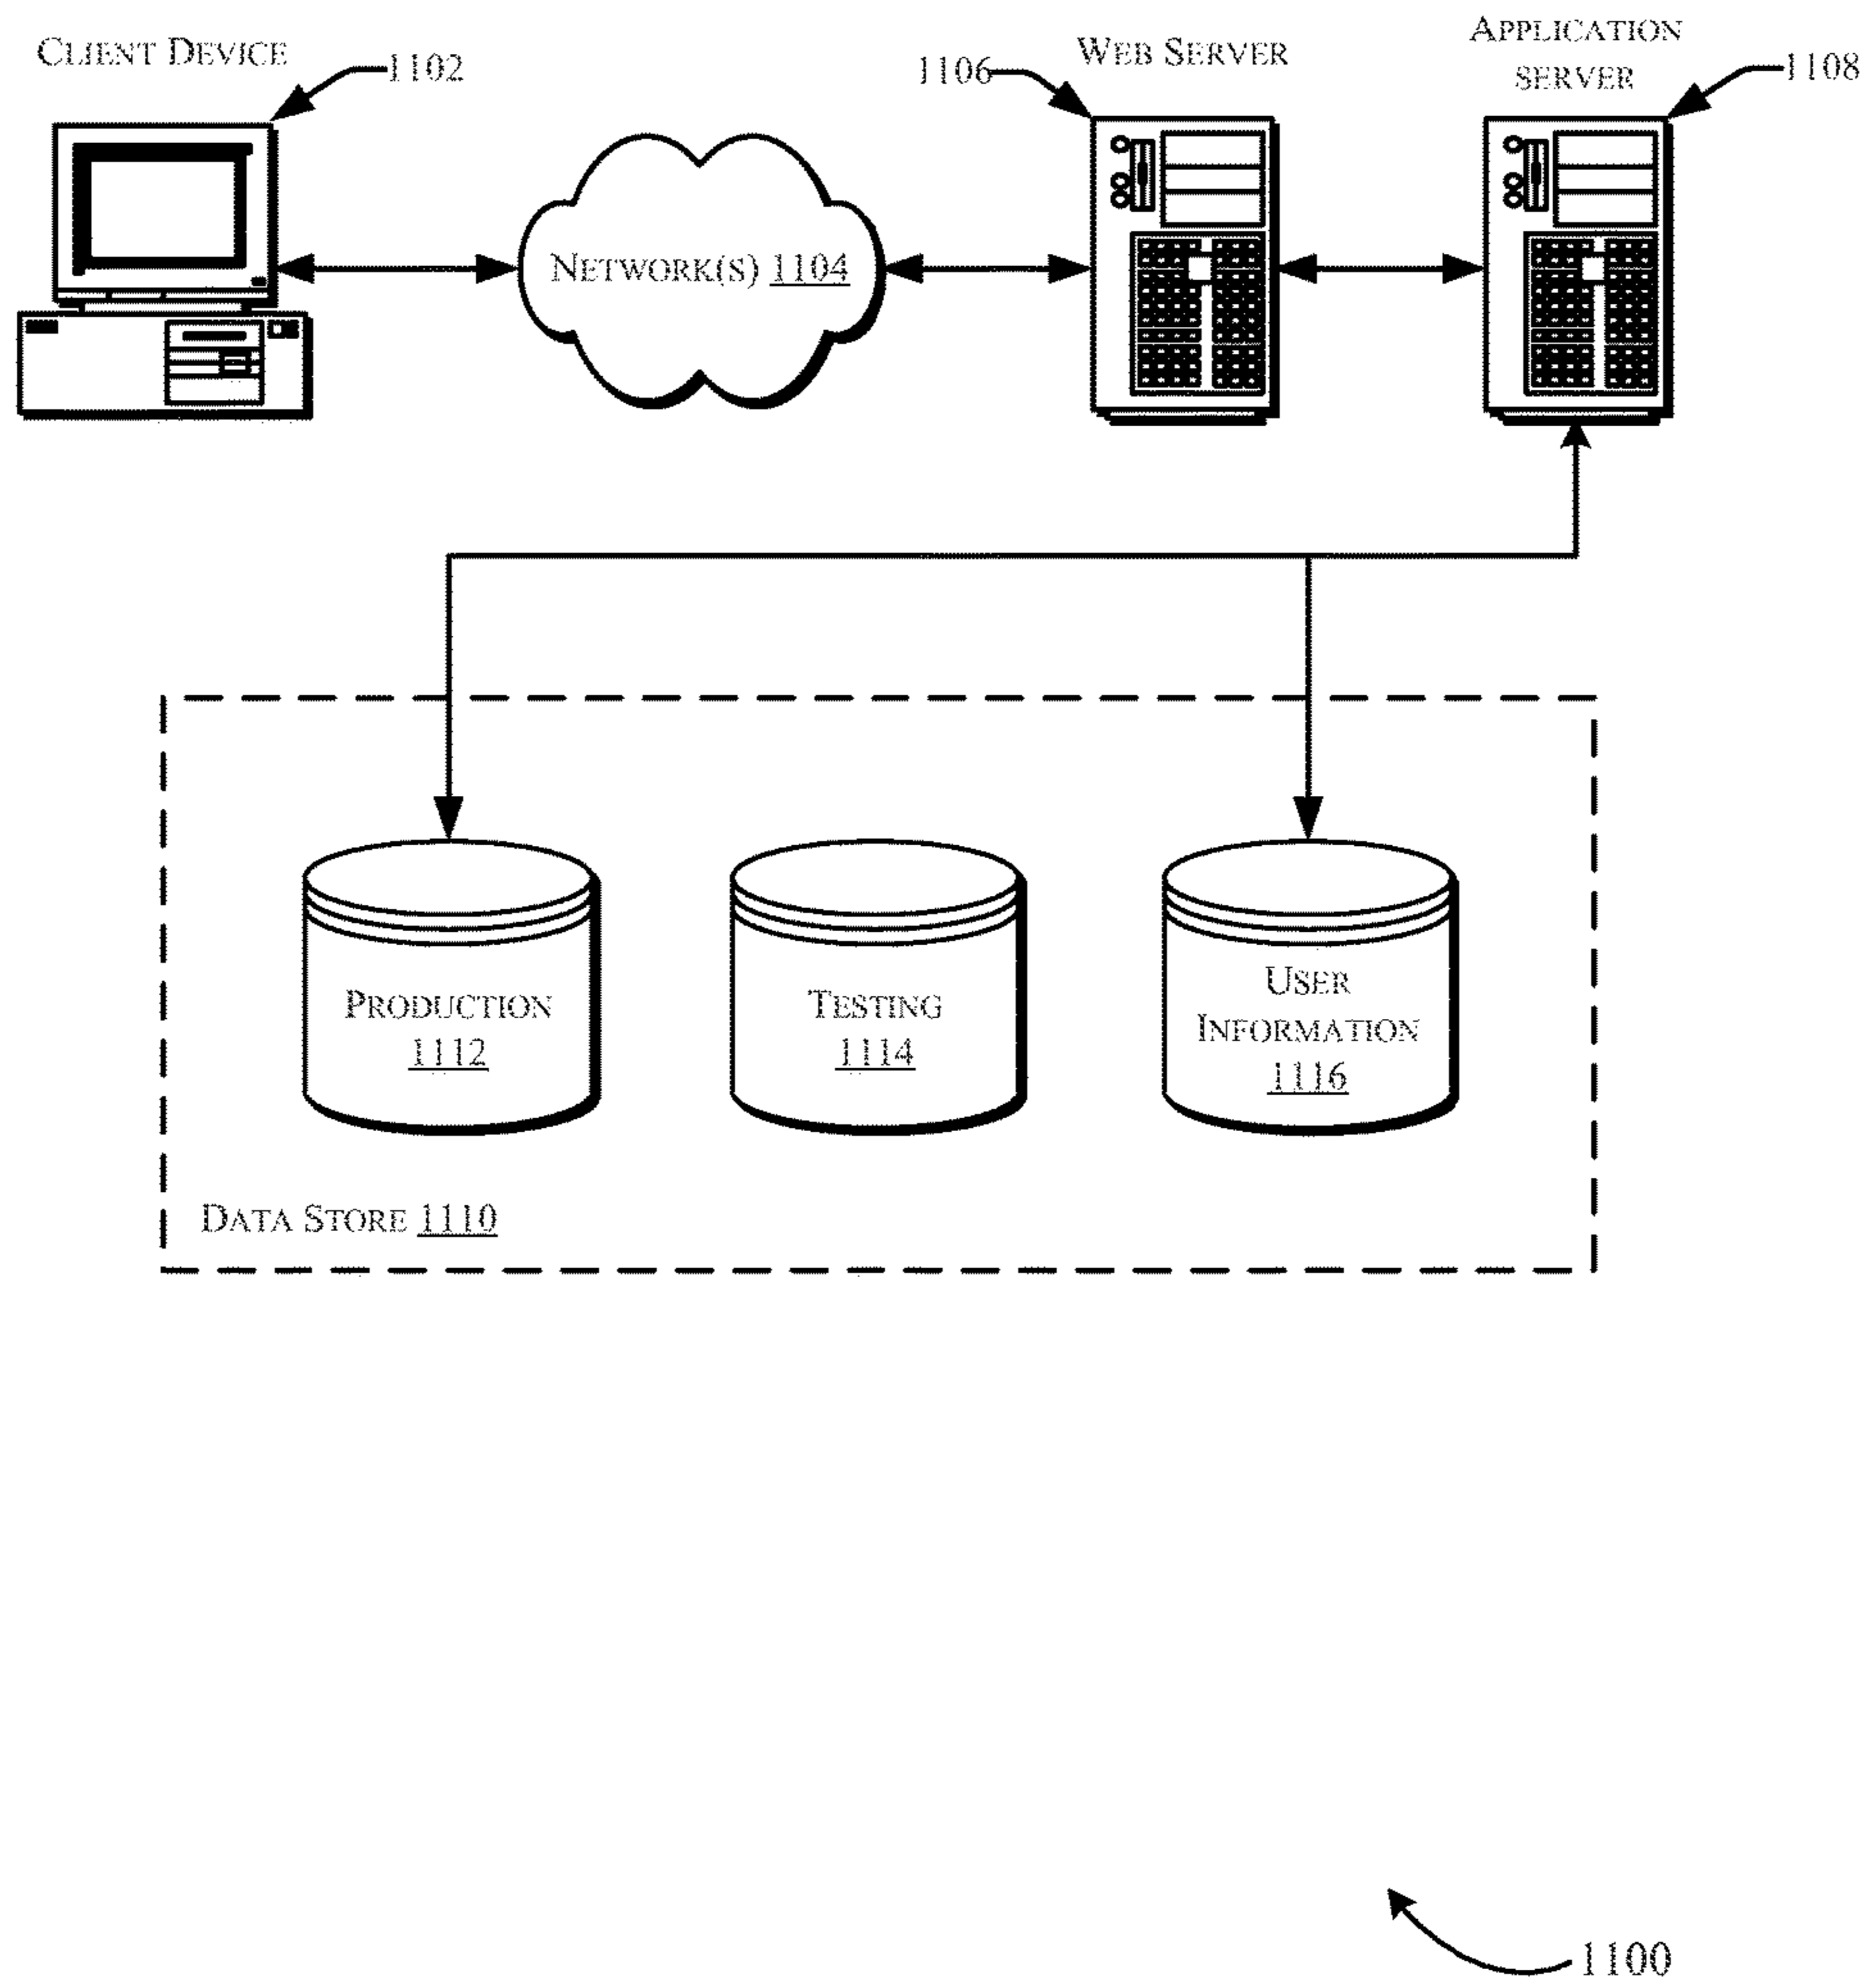 CLIENT DEVICE
1102
1106
WEB SERVER
APPLICATION
SERVER
1108
NETWORK(S) 1104
PRODUCTION
1112
TESTING
1114
USER
INFORMATION
1116
DATA STORE 1110
1100